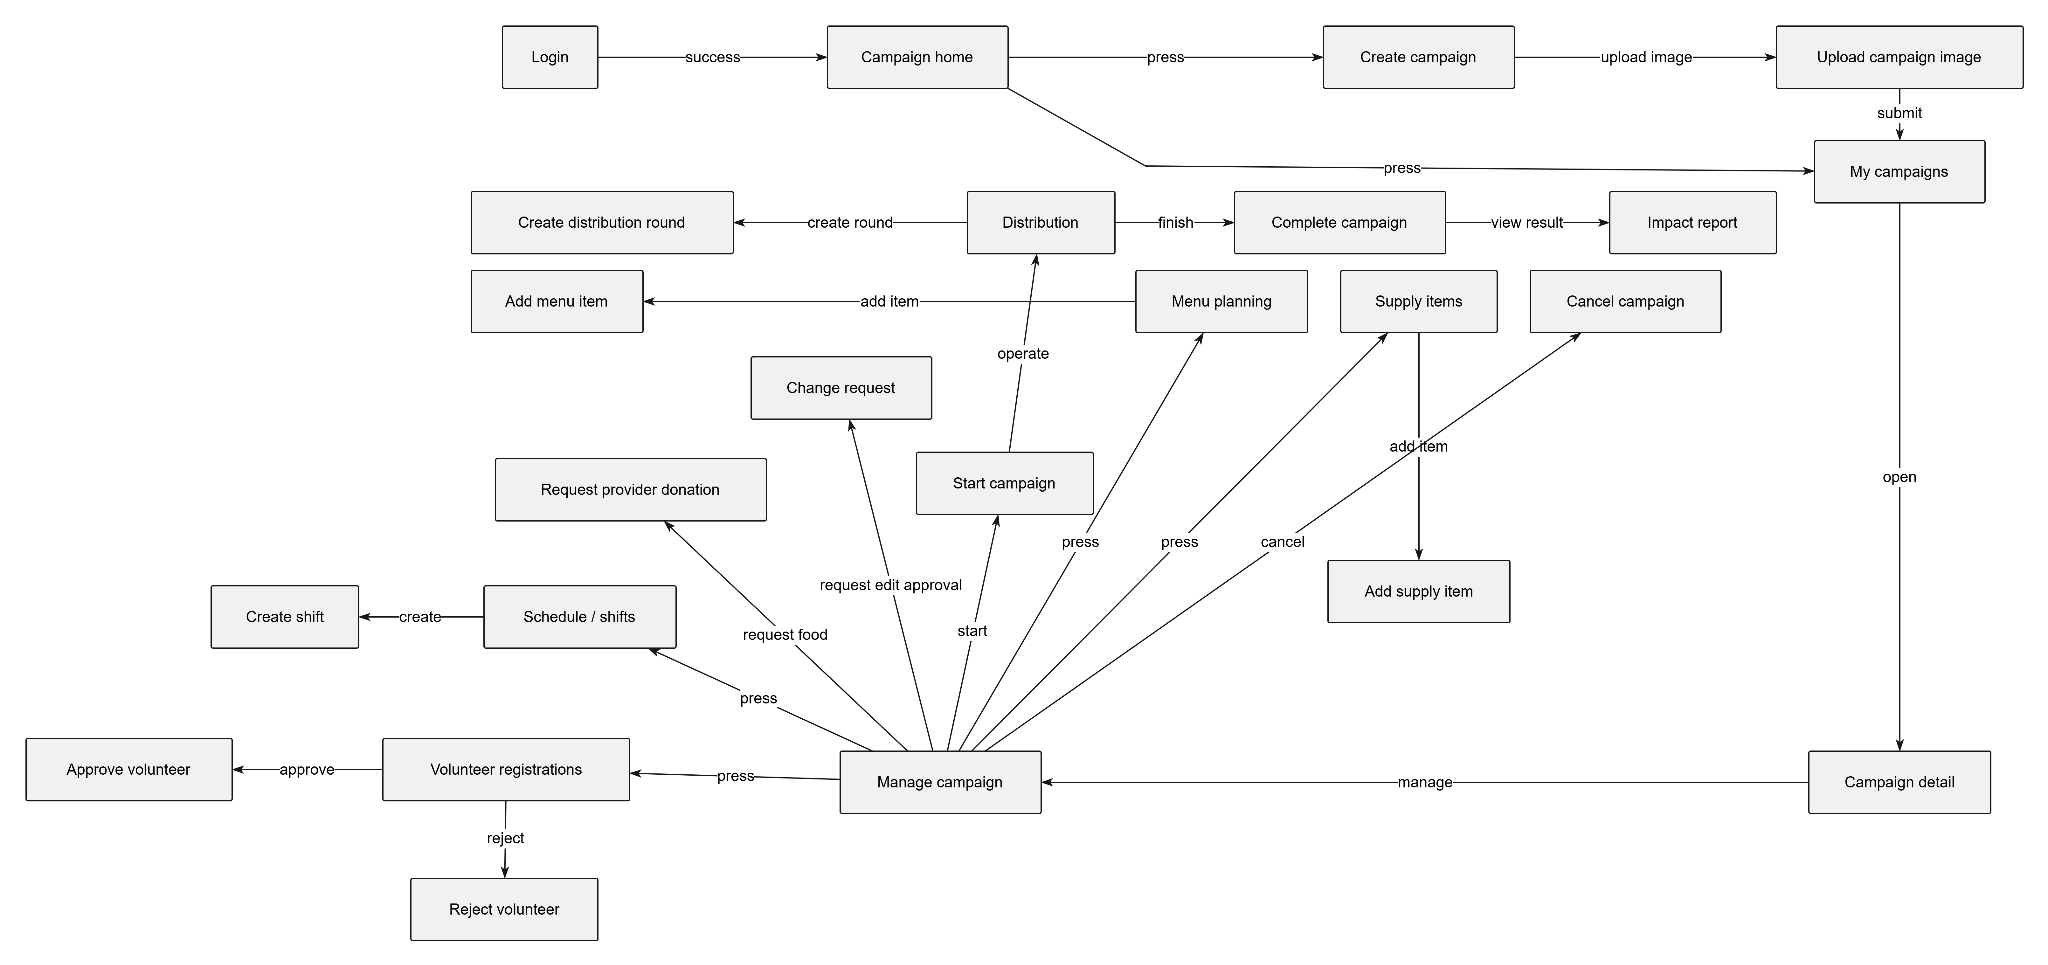 Login
success
Campaign home
press
Create campaign
upload image
Upload campaign image
submit
press
My campaigns
Create distribution round
create round
Distribution
finish
Complete campaign
view result
Impact report
Add menu item
add item
Menu planning
Supply items
Cancel campaign
operate
Change request
add item
open
Request provider donation
Start campaign
press
press
cancel
request edit approval
Add supply item
Create shift
create
Schedule / shifts
request food
start
press
Approve volunteer
approve
Volunteer registrations
press
Manage campaign
manage
Campaign detail
reject
Reject volunteer